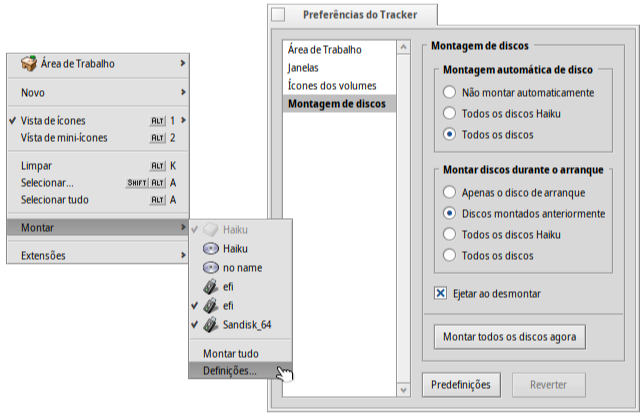 Área de Trabalho
Novo
Vista de ícones ALT 1
Vista de mini-ícones ALT 2
Limpar ALT K
Selecionar... SHIFT ALT A
Selecionar tudo ALT A
Montar
Extensões
Haiku
Haiku
no name
efi
efi
Sandisk_64
Montar tudo
Definições...
Preferências do Tracker
Área de Trabalho
Janelas
Ícones dos volumes
Montagem de discos
Montagem de discos
Montagem automática de disco
Não montar automaticamente
Todos os discos Haiku
Todos os discos
Montar discos durante o arranque
Apenas o disco de arranque
Discos montados anteriormente
Todos os discos Haiku
Todos os discos
Ejetar ao desmontar
Montar todos os discos agora
Predefinições
Reverter